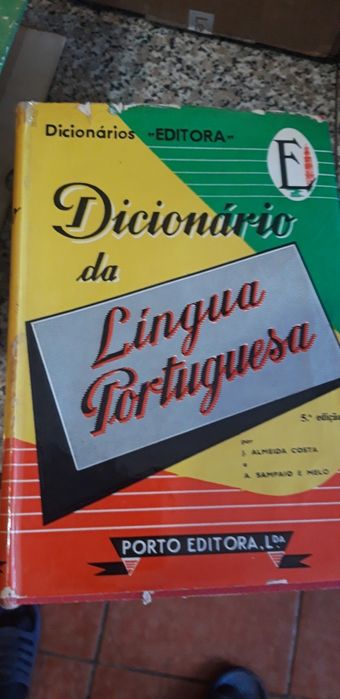 Dicionários "EDITORA"
E
Dicionário
da
Língua
Portuguesa
5.ª edição
por
J. ALMEIDA COSTA
e
A. SAMPAIO E MELO
PORTO EDITORA, L.DA